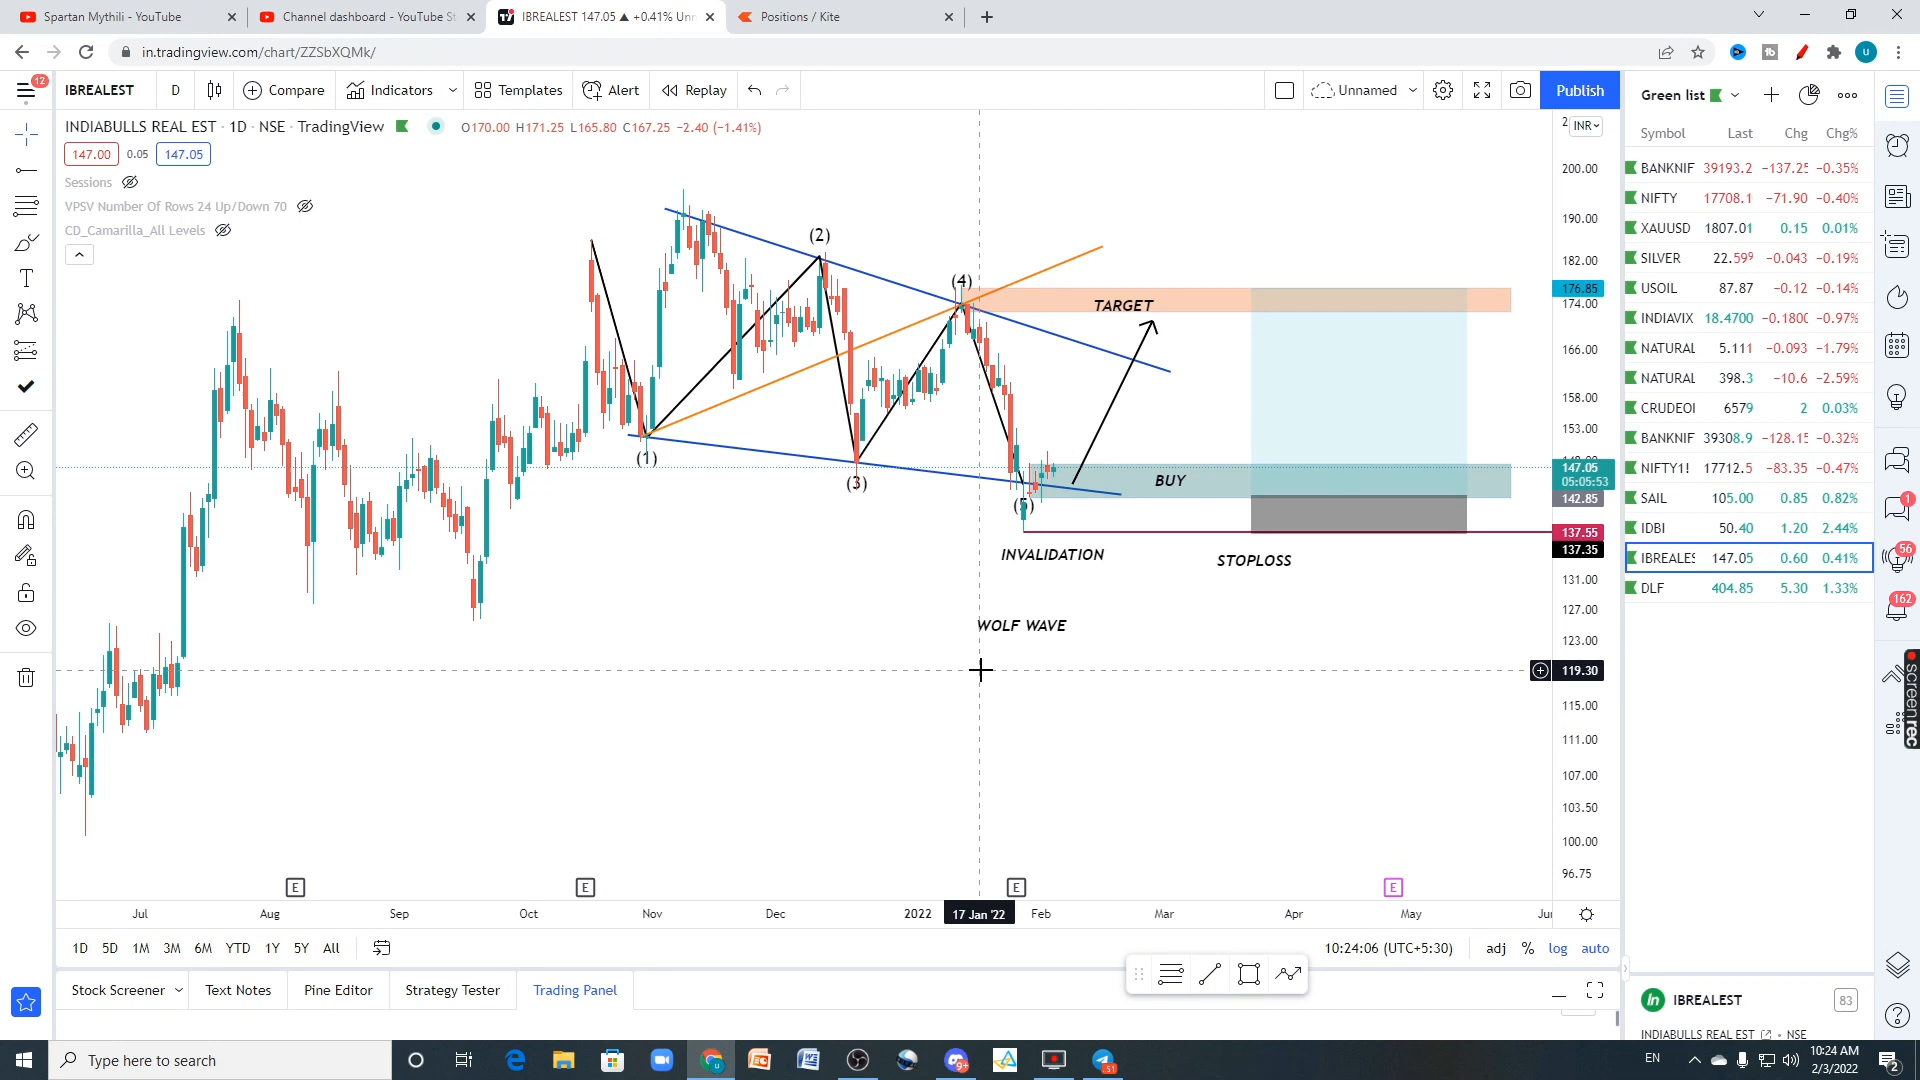 Spartan Mythili - YouTube
Channel dashboard - YouTube St
IBREALEST 147.05 ▲ +0.41% Unn
Positions / Kite
in.tradingview.com/chart/ZZSbXQMk/
12
IBREALEST D Compare Indicators Templates Alert Replay Unnamed Publish
INDIABULLS REAL EST · 1D · NSE · TradingView O170.00 H171.25 L165.80 C167.25 −2.40 (−1.41%)
147.00 0.05 147.05
Sessions
VPSV Number Of Rows 24 Up/Down 70
CD_Camarilla_All Levels
(1)
(2)
(3)
(4)
(5)
TARGET
BUY
INVALIDATION
STOPLOSS
WOLF WAVE
INR
200.00
190.00
182.00
176.85
174.00
166.00
158.00
153.00
147.05
05:05:53
142.85
137.55
137.35
131.00
127.00
123.00
119.30
115.00
111.00
107.00
103.50
100.00
96.75
E E E E
Jul Aug Sep Oct Nov Dec 2022 17 Jan '22 Feb Mar Apr May Jun
1D 5D 1M 3M 6M YTD 1Y 5Y All
10:24:06 (UTC+5:30) adj % log auto
Stock Screener Text Notes Pine Editor Strategy Tester Trading Panel
Green list
Symbol Last Chg Chg%
BANKNIF 39193.2 −137.25 −0.35%
NIFTY 17708.1 −71.90 −0.40%
XAUUSD 1807.01 0.15 0.01%
SILVER 22.599 −0.043 −0.19%
USOIL 87.87 −0.12 −0.14%
INDIAVIX 18.4700 −0.1800 −0.97%
NATURAL 5.111 −0.093 −1.79%
NATURAL 398.3 −10.6 −2.59%
CRUDEOI 6579 2 0.03%
BANKNIF 39308.9 −128.15 −0.32%
NIFTY1! 17712.5 −83.35 −0.47%
SAIL 105.00 0.85 0.82%
IDBI 50.40 1.20 2.44%
IBREALES 147.05 0.60 0.41%
DLF 404.85 5.30 1.33%
1
56
162
screenrec
IBREALEST 83
INDIABULLS REAL EST · NSE
Type here to search
EN
10:24 AM
2/3/2022
2